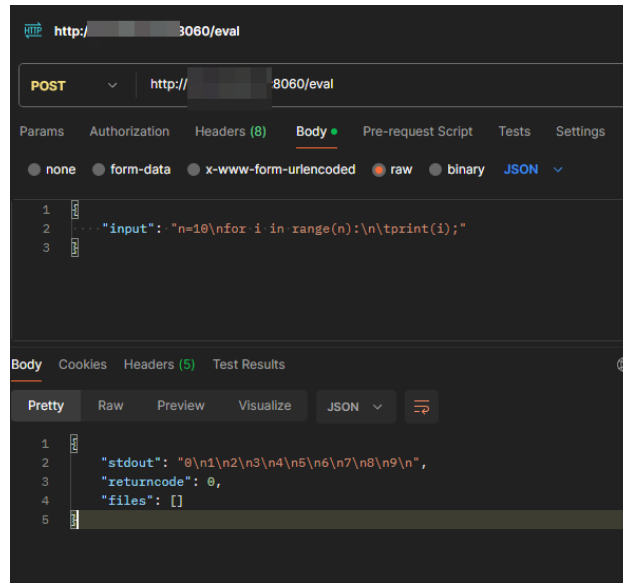 HTTP http:/ 3060/eval
POST http:// :8060/eval
Params Authorization Headers (8) Body Pre-request Script Tests Settings
none form-data x-www-form-urlencoded raw binary JSON
1 {
2 ····"input": "n=10\nfor i in range(n):\n\tprint(i);"
3 }
Body Cookies Headers (5) Test Results
Pretty Raw Preview Visualize JSON
1 {
2 "stdout": "0\n1\n2\n3\n4\n5\n6\n7\n8\n9\n",
3 "returncode": 0,
4 "files": []
5 }